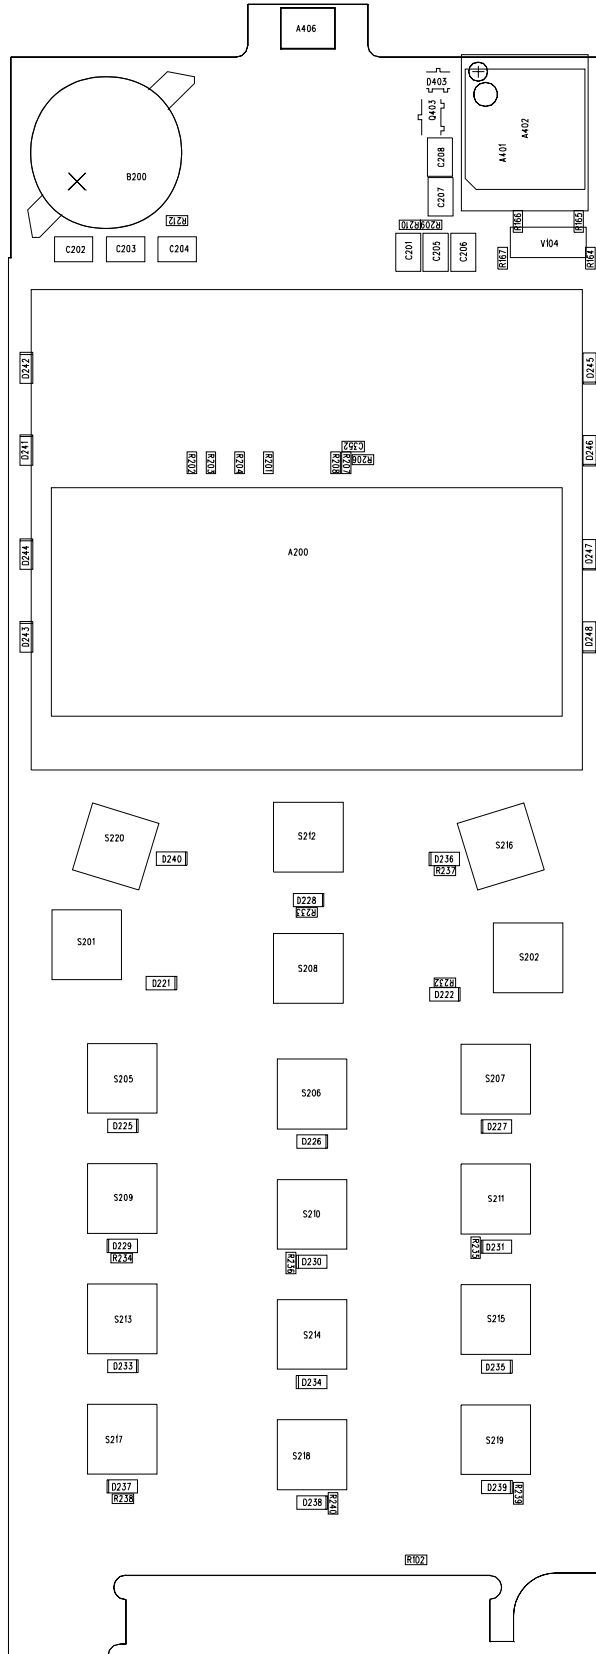 A406
D403
Q403
A402
A401
C208
B200
C207
R212
R210
R209
R166
R165
C202
C203
C204
C201
C205
C206
V104
R167
R164
D242
D245
D241
D246
C352
R202
R203
R204
R201
R208
R207
R206
D244
A200
D247
D243
D248
S220
S212
S216
D240
D236
R237
D228
R233
S201
S208
S202
D221
R232
D222
S205
S206
S207
D225
D226
D227
S209
S210
S211
D229
R234
R236
D230
R235
D231
S213
S214
S215
D233
D234
D235
S217
S218
S219
D237
R238
D238
R240
D239
R239
R102